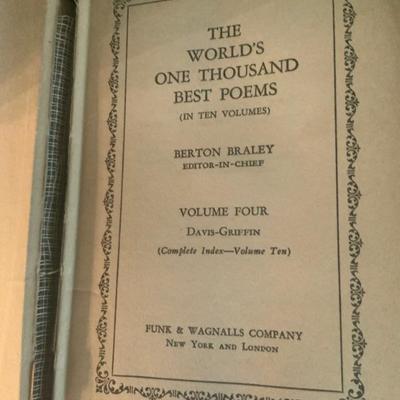 THE
WORLD'S
ONE THOUSAND
BEST POEMS
(IN TEN VOLUMES)
BERTON BRALEY
EDITOR-IN-CHIEF
VOLUME FOUR
DAVIS-GRIFFIN
(Complete Index—Volume Ten)
FUNK & WAGNALLS COMPANY
NEW YORK AND LONDON